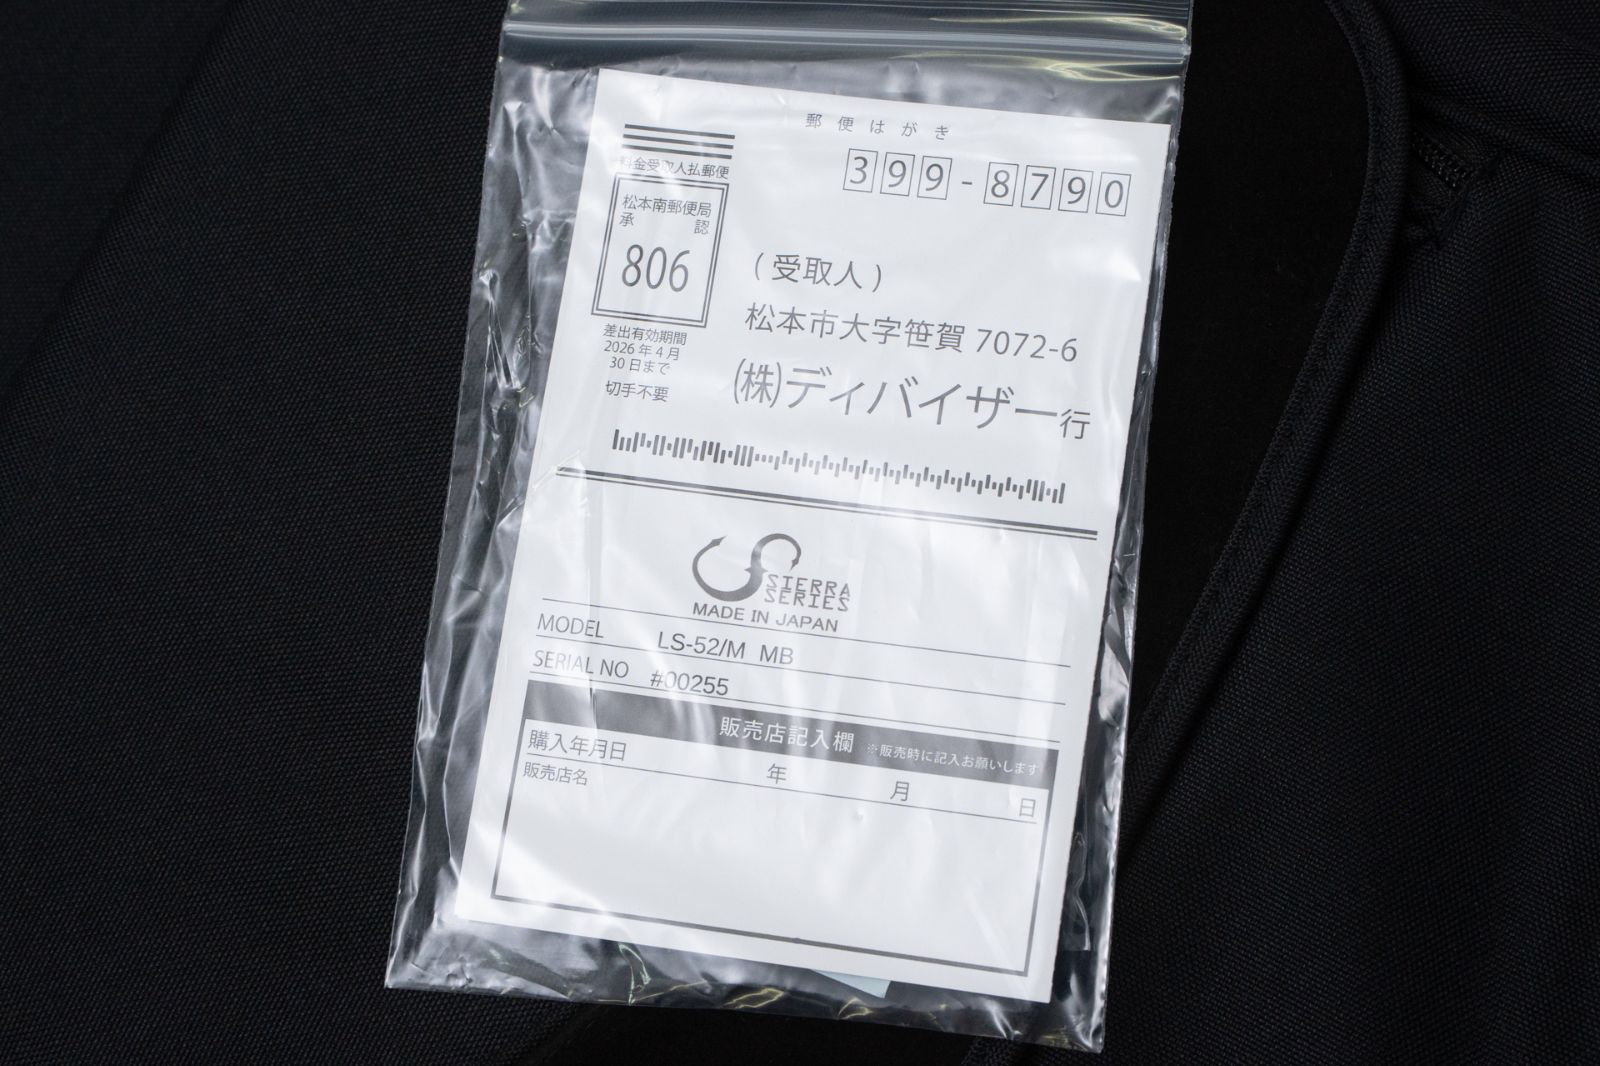 郵便はがき
料金受取人払郵便
399-8790
松本南郵便局
承認
806
差出有効期間
2026年4月
30日まで
切手不要
(受取人)
松本市大字笹賀 7072-6
㈱ディバイザー行
SIERRA
SERIES
MADE IN JAPAN
MODEL LS-52/M MB
SERIAL NO #00255
販売店記入欄 ※販売時に記入お願いします
購入年月日 年 月 日
販売店名